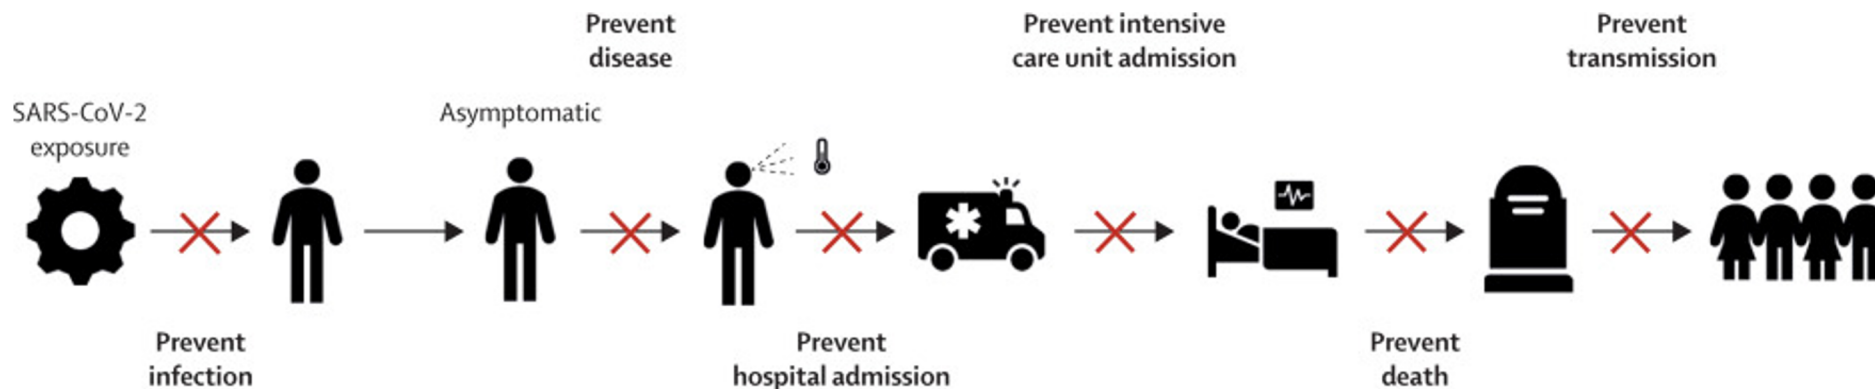 Prevent
disease
Prevent intensive
care unit admission
Prevent
transmission
SARS-CoV-2
exposure
Asymptomatic
Prevent
infection
Prevent
hospital admission
Prevent
death